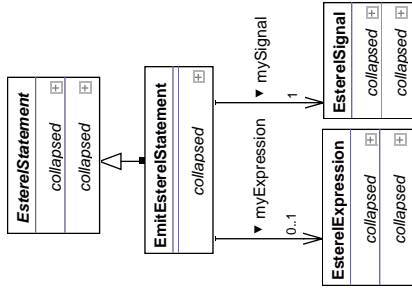 EsterelStatement
collapsed
collapsed
EmitEsterelStatement
collapsed
myExpression
0..1
mySignal
1
EsterelExpression
collapsed
collapsed
EsterelSignal
collapsed
collapsed